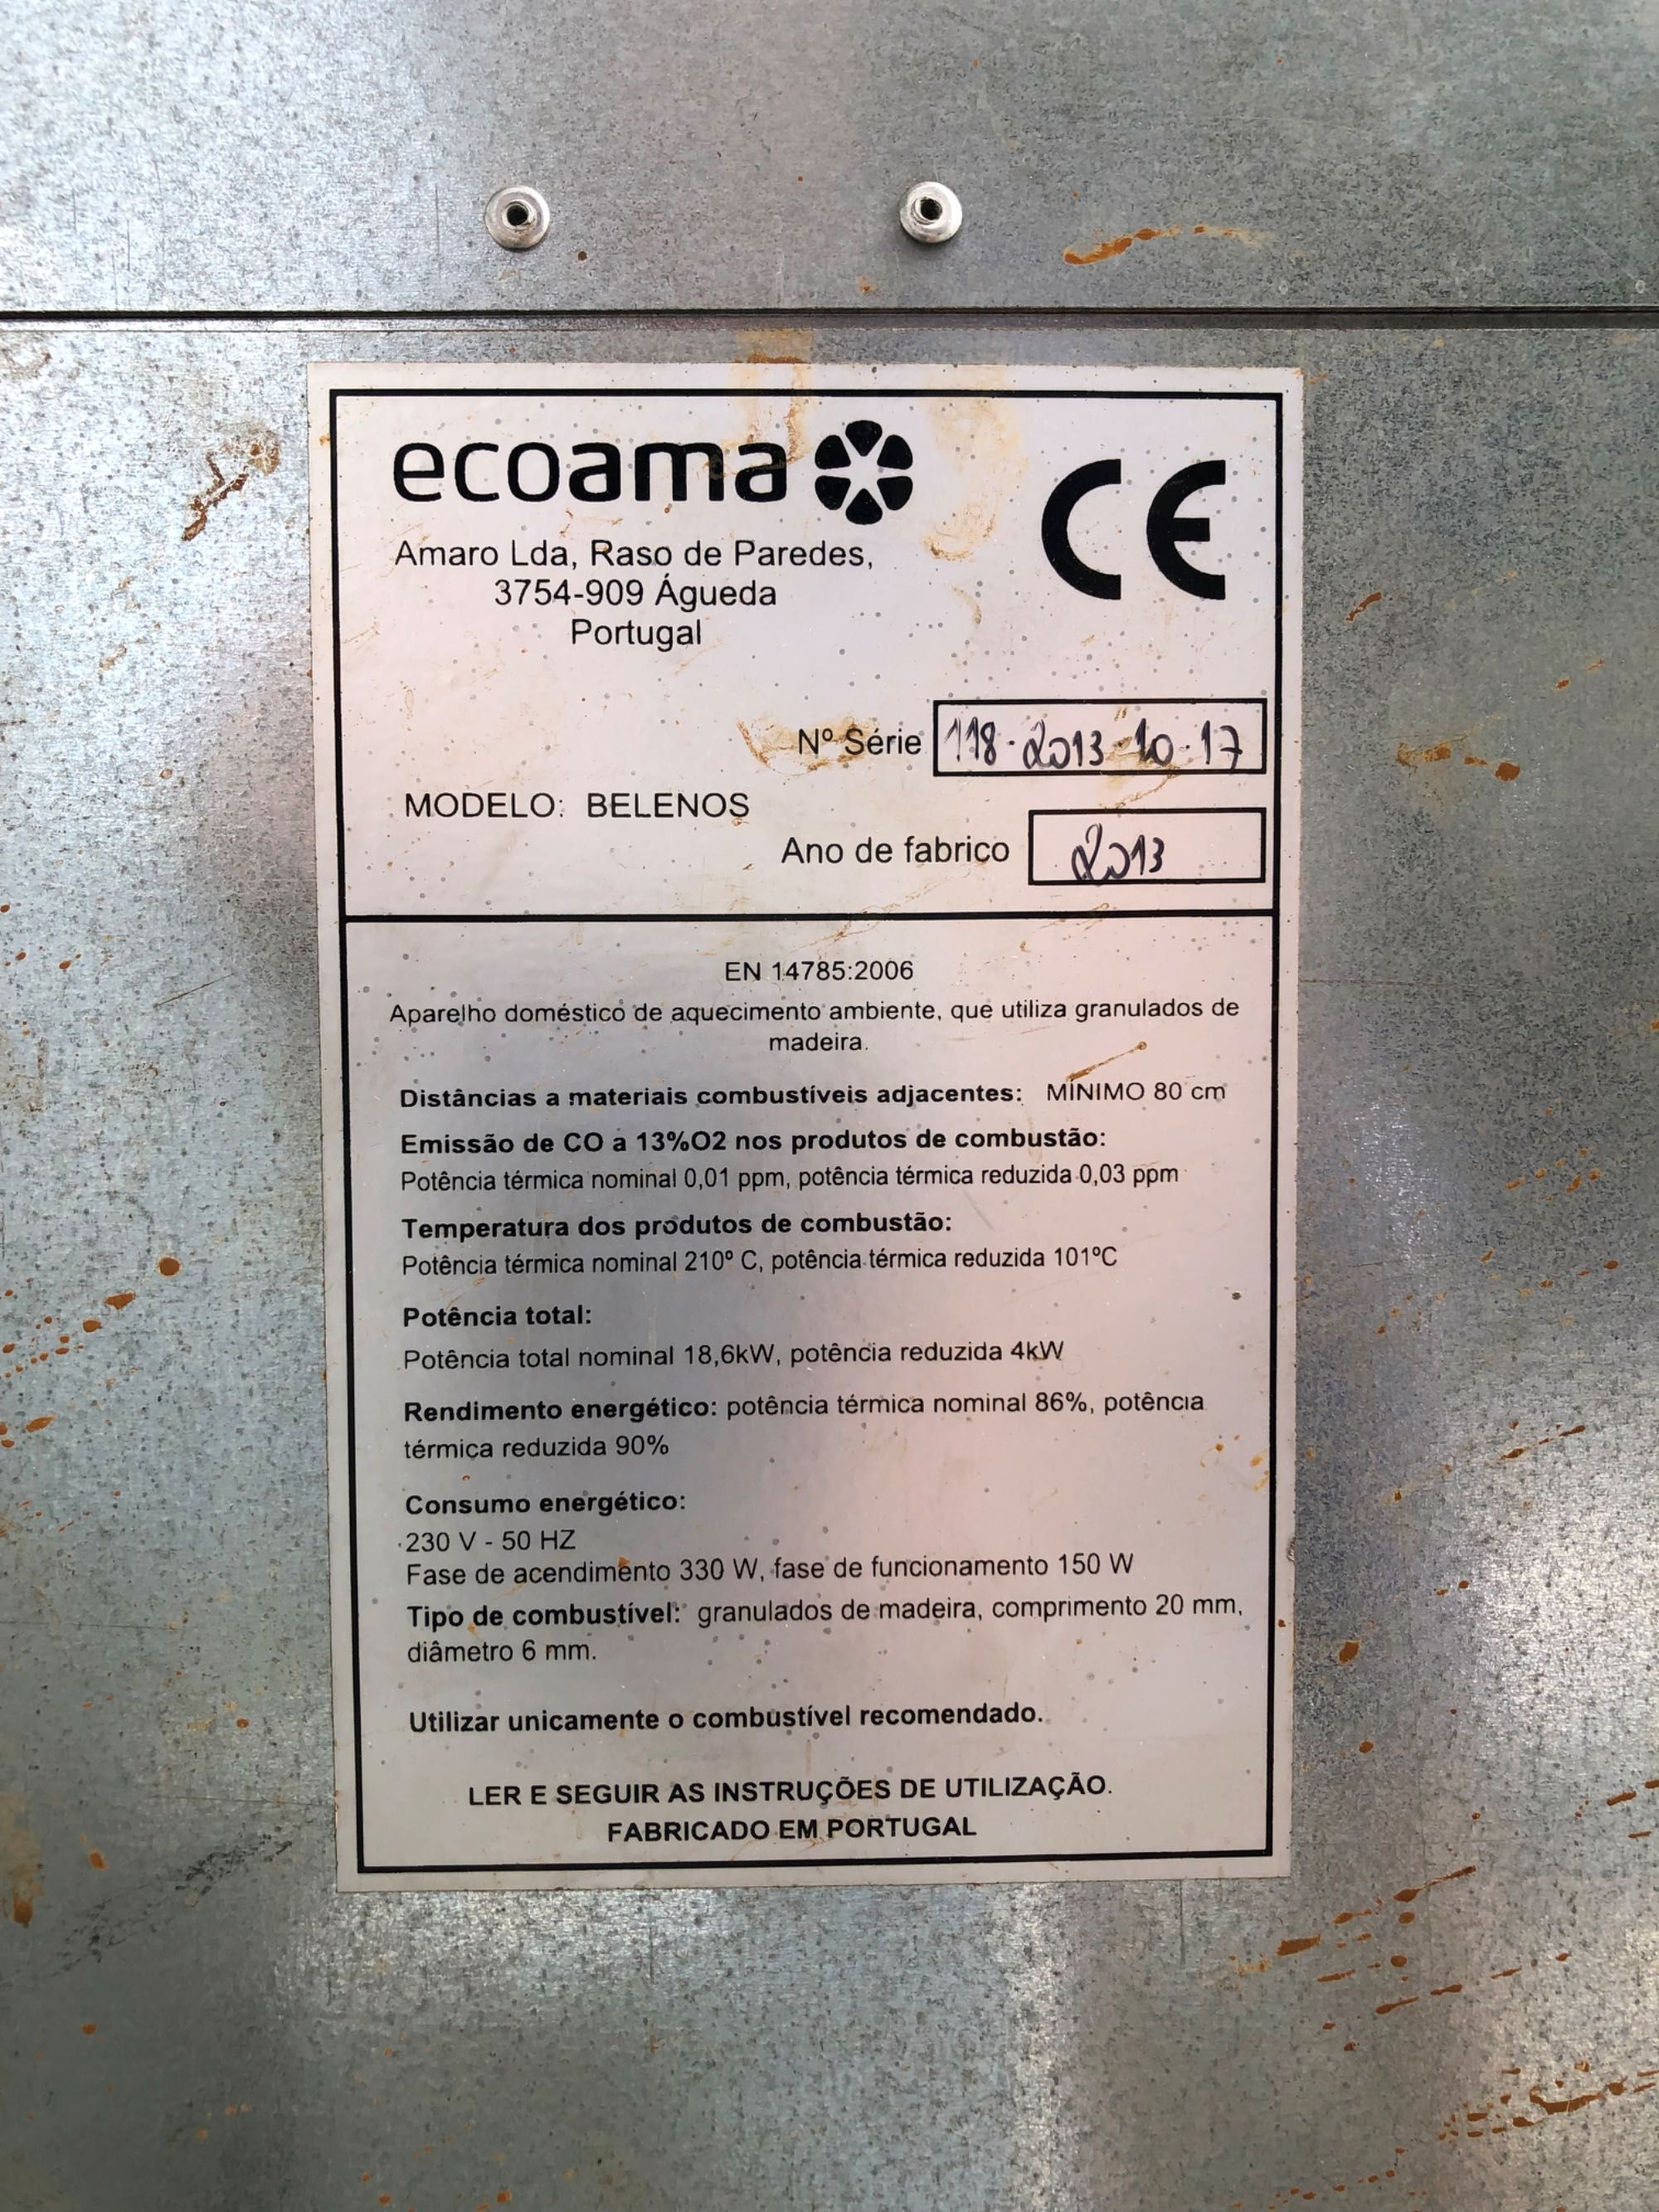 ecoama
CE
Amaro Lda, Raso de Paredes,
3754-909 Águeda
Portugal
Nº Série 118-2013-10-17
MODELO: BELENOS
Ano de fabrico 2013
EN 14785:2006
Aparelho doméstico de aquecimento ambiente, que utiliza granulados de
madeira.
Distâncias a materiais combustíveis adjacentes: MÍNIMO 80 cm
Emissão de CO a 13%O2 nos produtos de combustão:
Potência térmica nominal 0,01 ppm, potência térmica reduzida 0,03 ppm
Temperatura dos produtos de combustão:
Potência térmica nominal 210º C, potência térmica reduzida 101ºC
Potência total:
Potência total nominal 18,6kW, potência reduzida 4kW
Rendimento energético: potência térmica nominal 86%, potência
térmica reduzida 90%
Consumo energético:
230 V - 50 HZ
Fase de acendimento 330 W, fase de funcionamento 150 W
Tipo de combustível: granulados de madeira, comprimento 20 mm,
diâmetro 6 mm.
Utilizar unicamente o combustível recomendado.
LER E SEGUIR AS INSTRUÇÕES DE UTILIZAÇÃO.
FABRICADO EM PORTUGAL